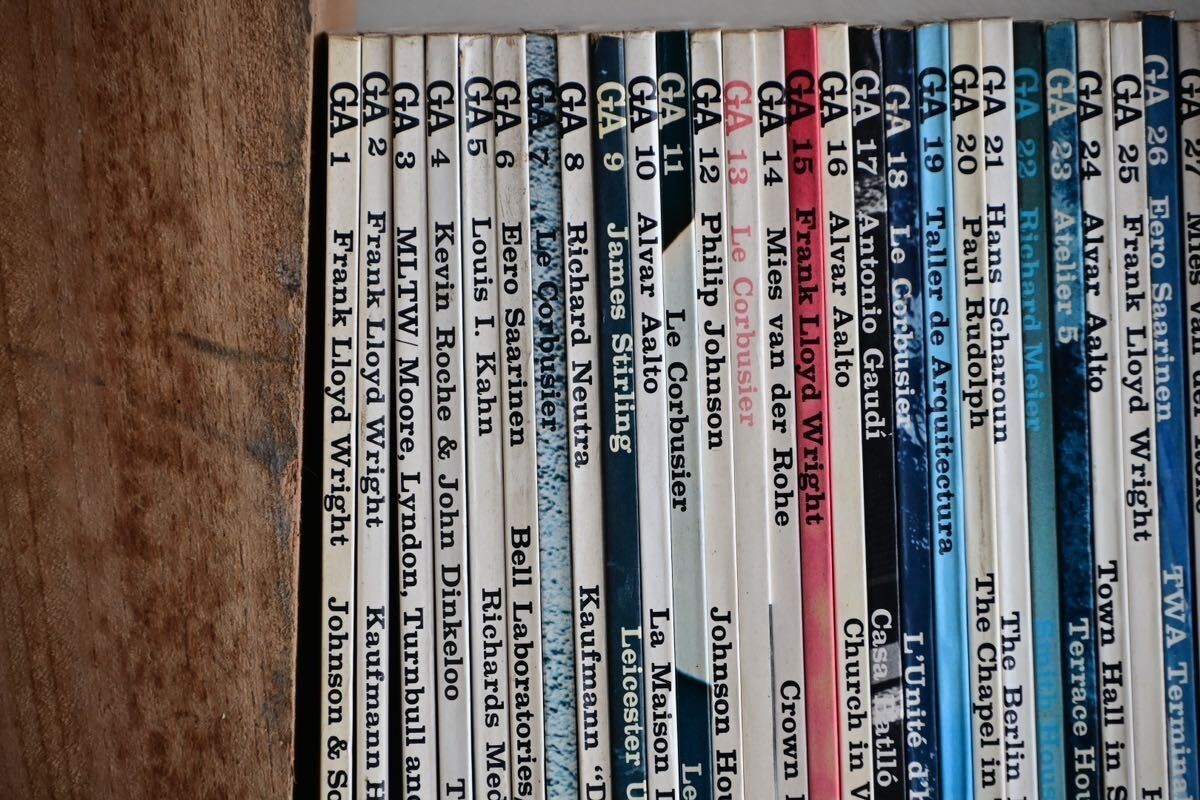 GA 1 Frank Lloyd Wright Johnson &
GA 2 Frank Lloyd Wright Kaufmann
GA 3 MLTW/ Moore, Lyndon, Turnbull
GA 4 Kevin Roche & John Dinkeloo
GA 5 Louis I. Kahn Richards
GA 6 Eero Saarinen Bell Laboratories,
GA 7 Le Corbusier
GA 8 Richard Neutra Kaufmann
GA 9 James Stirling Leicester
GA 10 Alvar Aalto La Maison
GA 11 Le Corbusier
GA 12 Philip Johnson Johnson
GA 13 Le Corbusier
GA 14 Mies van der Rohe Crown
GA 15 Frank Lloyd Wright
GA 16 Alvar Aalto Church in
GA 17 Antonio Gaudí Casa Batlló
GA 18 Le Corbusier L'Unité
GA 19 Taller de Arquitectura
GA 20 Paul Rudolph The Chapel in
GA 21 Hans Scharoun The Berlin
GA 22 Richard Meier Smith
GA 23 Atelier 5 Terrace
GA 24 Alvar Aalto Town Hall in
GA 25 Frank Lloyd Wright
GA 26 Eero Saarinen TWA
GA 27 Mies